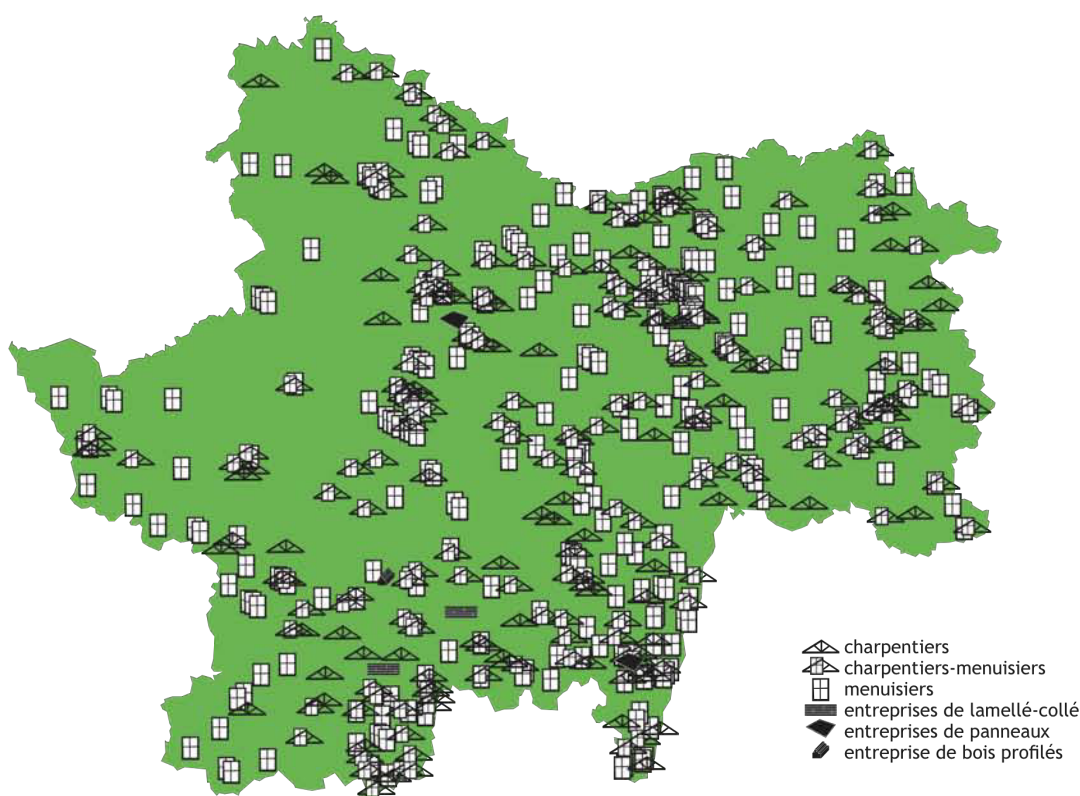 charpentiers
charpentiers-menuisiers
menuisiers
entreprises de lamellé-collé
entreprises de panneaux
entreprise de bois profilés